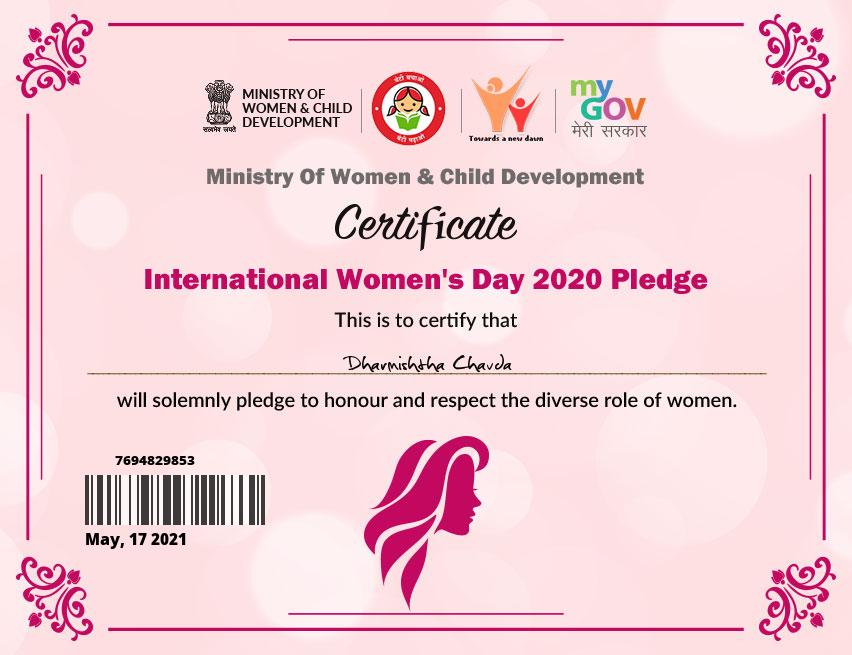 MINISTRY OF
WOMEN & CHILD
DEVELOPMENT
सत्यमेव जयते
बेटी बचाओ
बेटी पढ़ाओ
Towards a new dawn
my
GOV
मेरी सरकार
Ministry Of Women & Child Development
Certificate
International Women's Day 2020 Pledge
This is to certify that
Dharmishtha Chavda
will solemnly pledge to honour and respect the diverse role of women.
7694829853
May, 17 2021